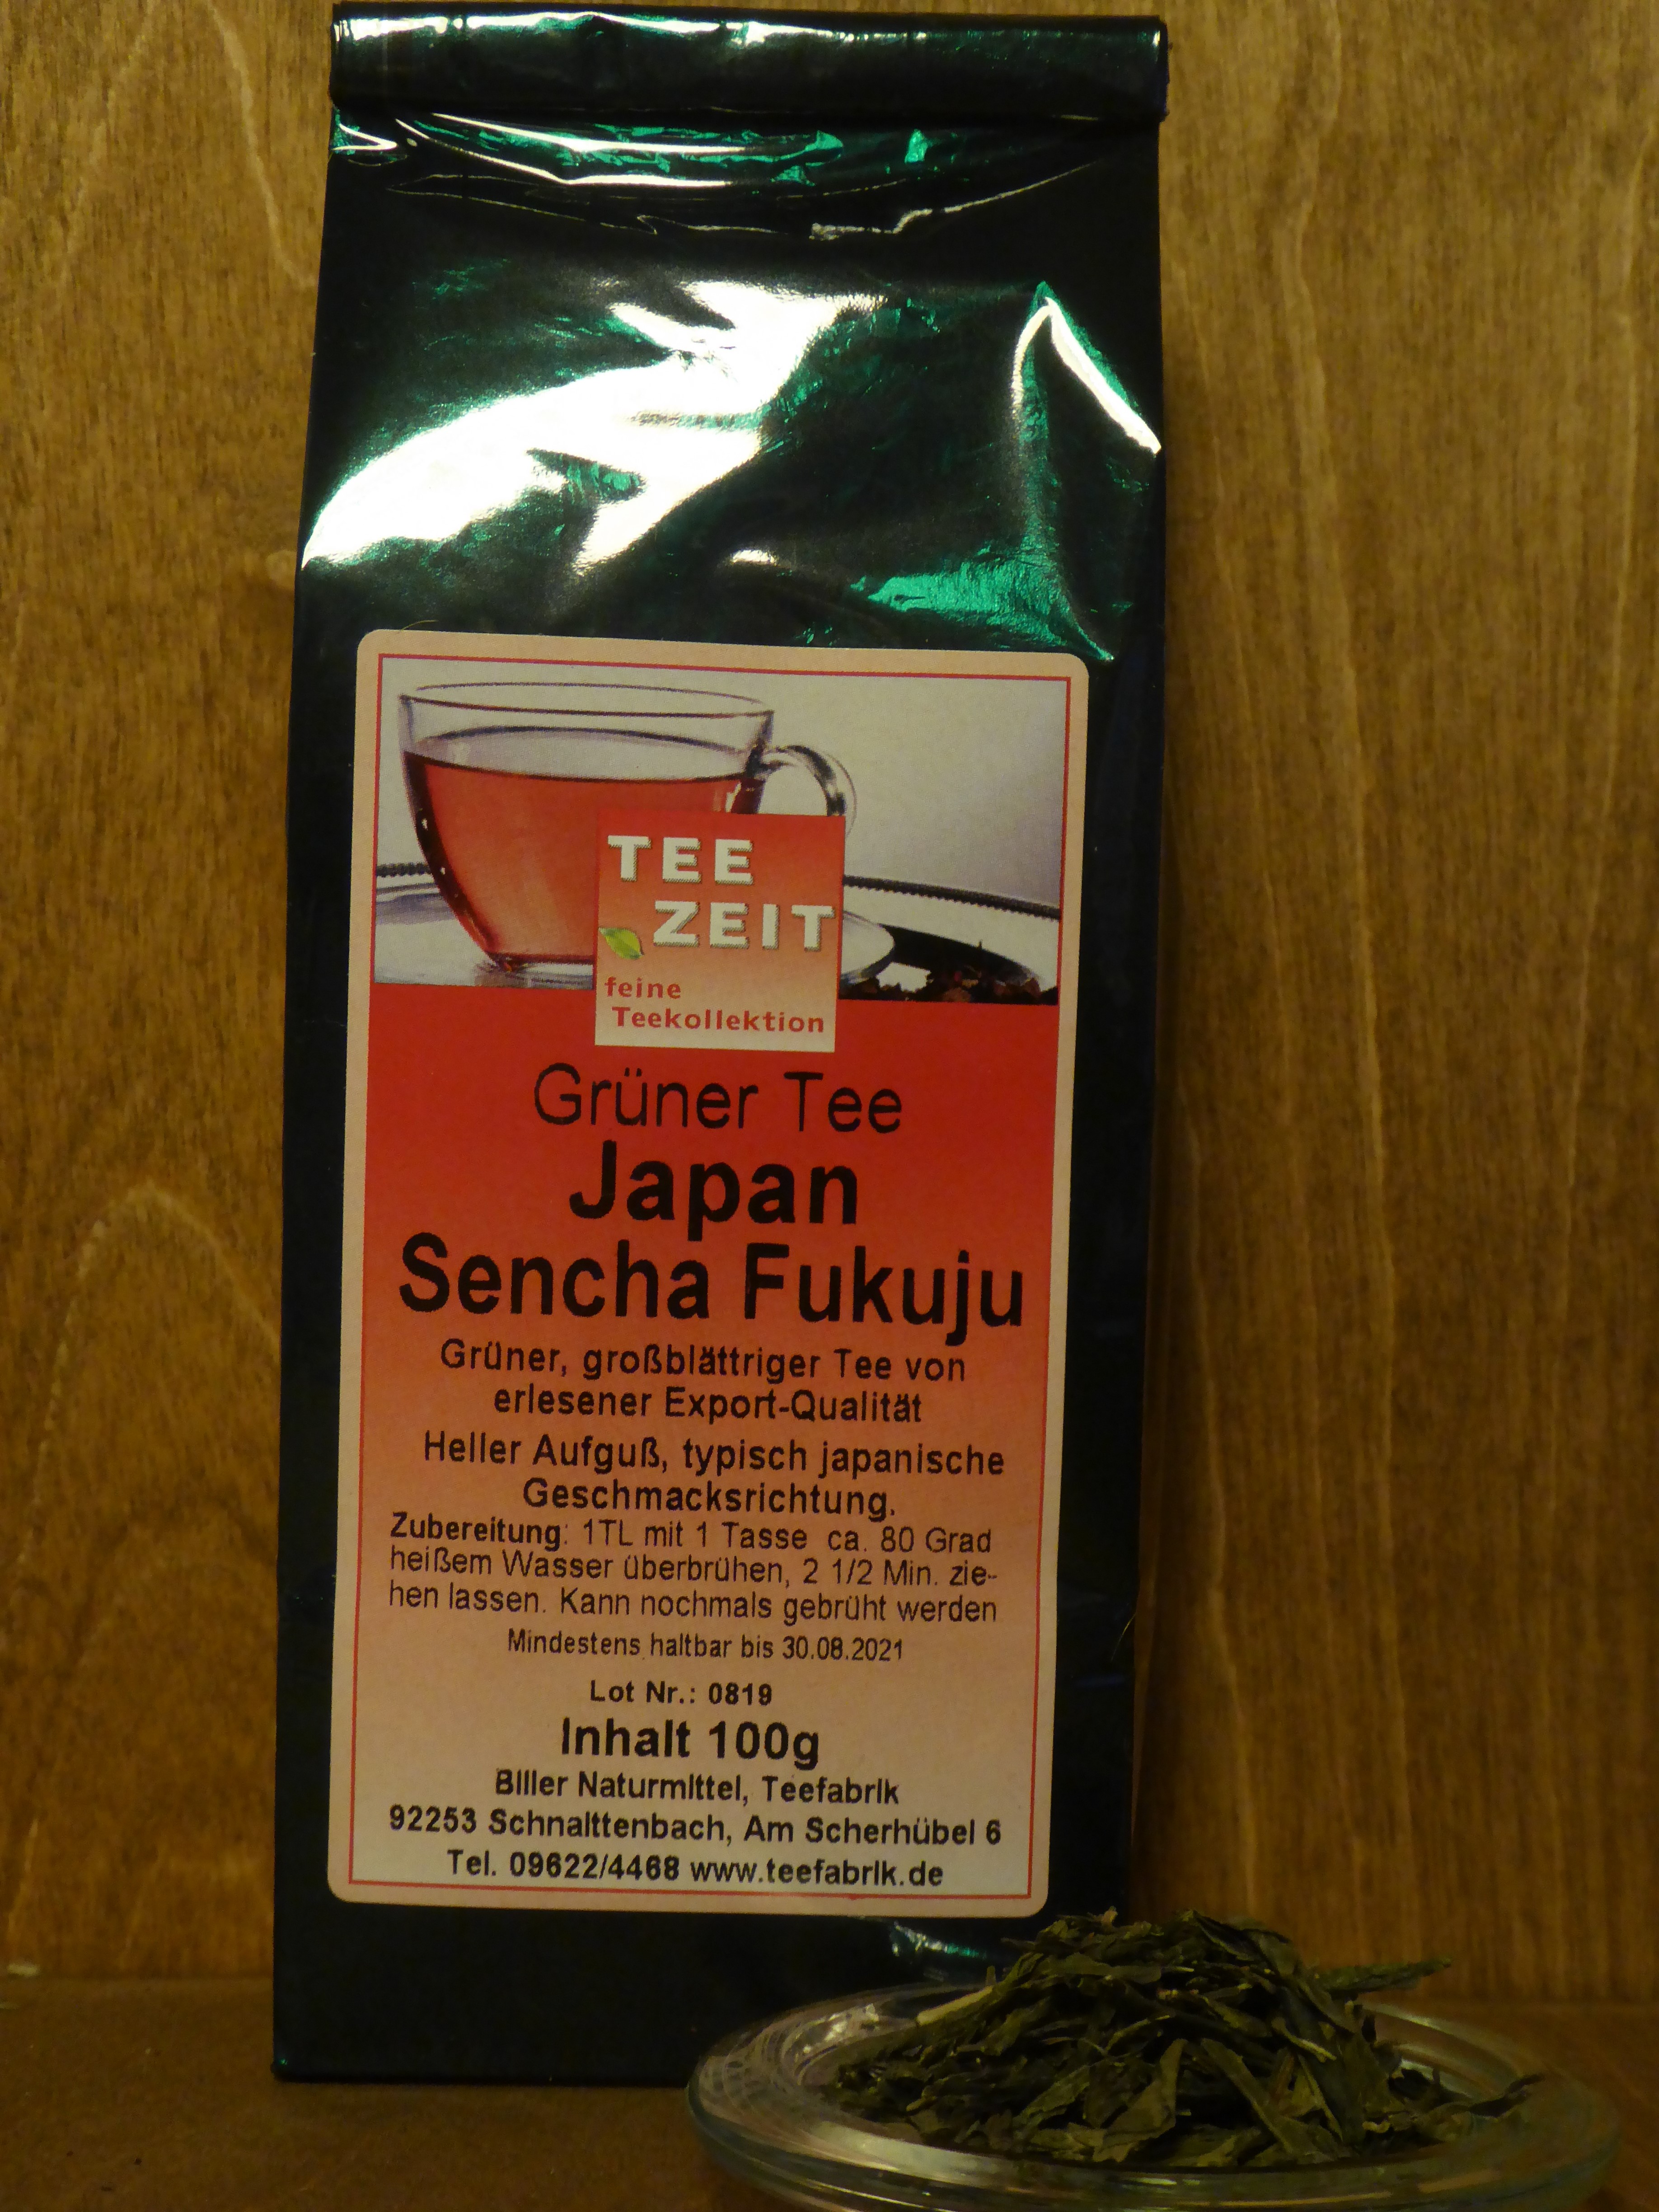 TEE
ZEIT
feine
Teekollektion
Grüner Tee
Japan
Sencha Fukuju
Grüner, großblättriger Tee von
erlesener Export-Qualität
Heller Aufguß, typisch japanische
Geschmacksrichtung.
Zubereitung: 1TL mit 1 Tasse ca. 80 Grad
heißem Wasser überbrühen, 2 1/2 Min. zie-
hen lassen. Kann nochmals gebrüht werden
Mindestens haltbar bis 30.08.2021
Lot Nr.: 0819
Inhalt 100g
Biller Naturmittel, Teefabrik
92253 Schnaittenbach, Am Scherhübel 6
Tel. 09622/4468 www.teefabrik.de